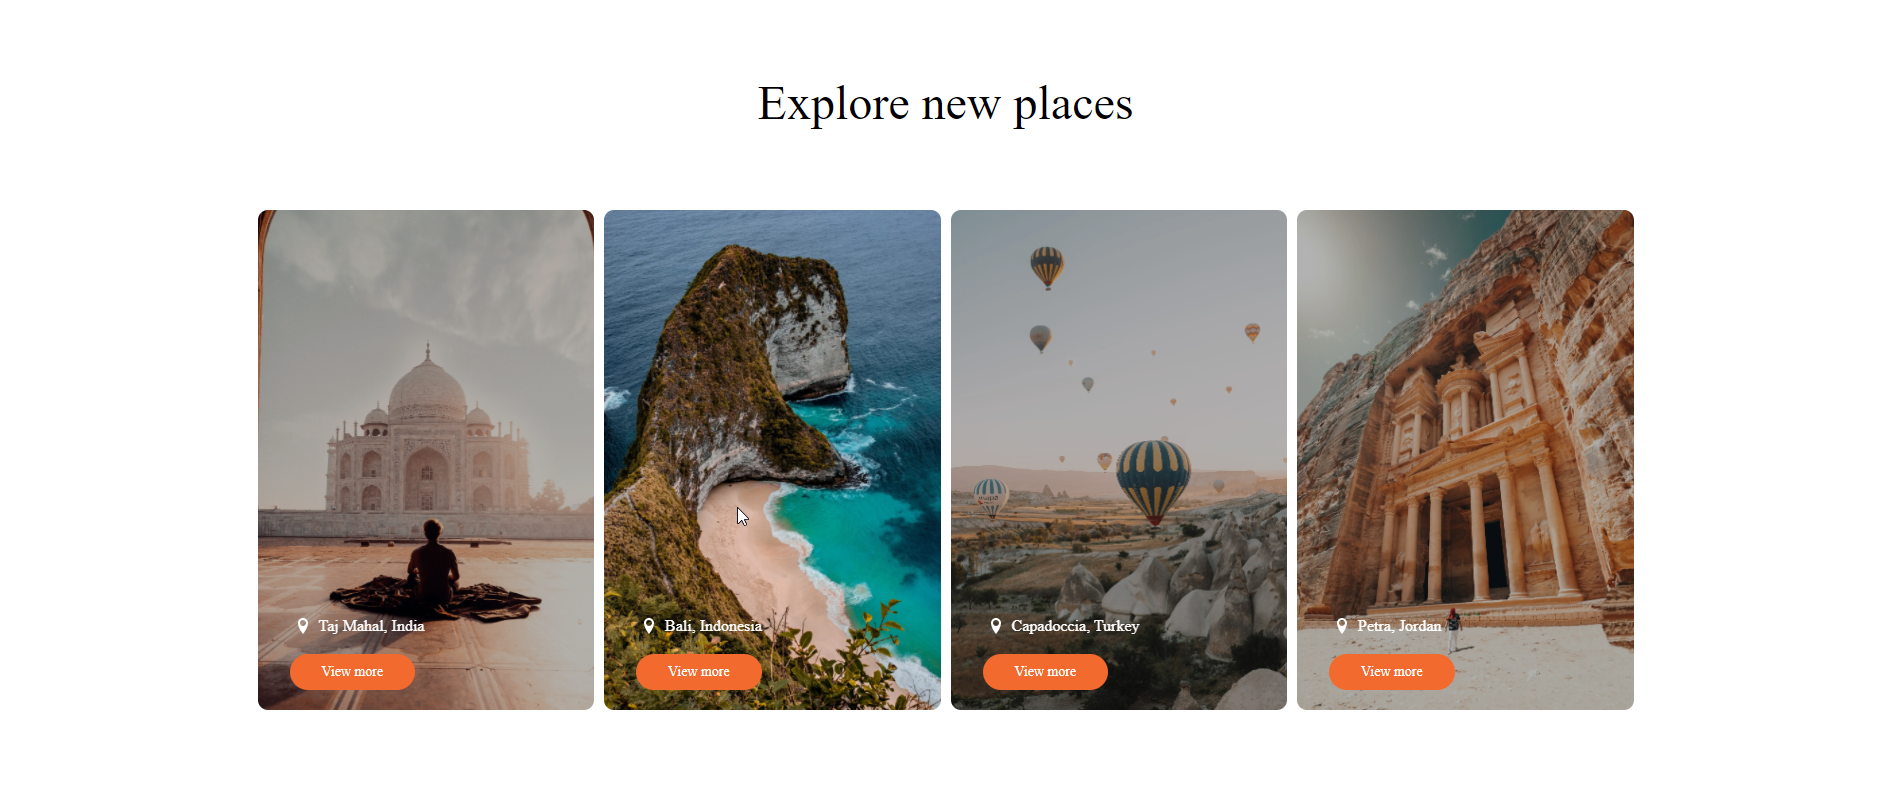 Explore new places
Taj Mahal, India
View more
Bali, Indonesia
View more
Capadoccia, Turkey
View more
Petra, Jordan
View more